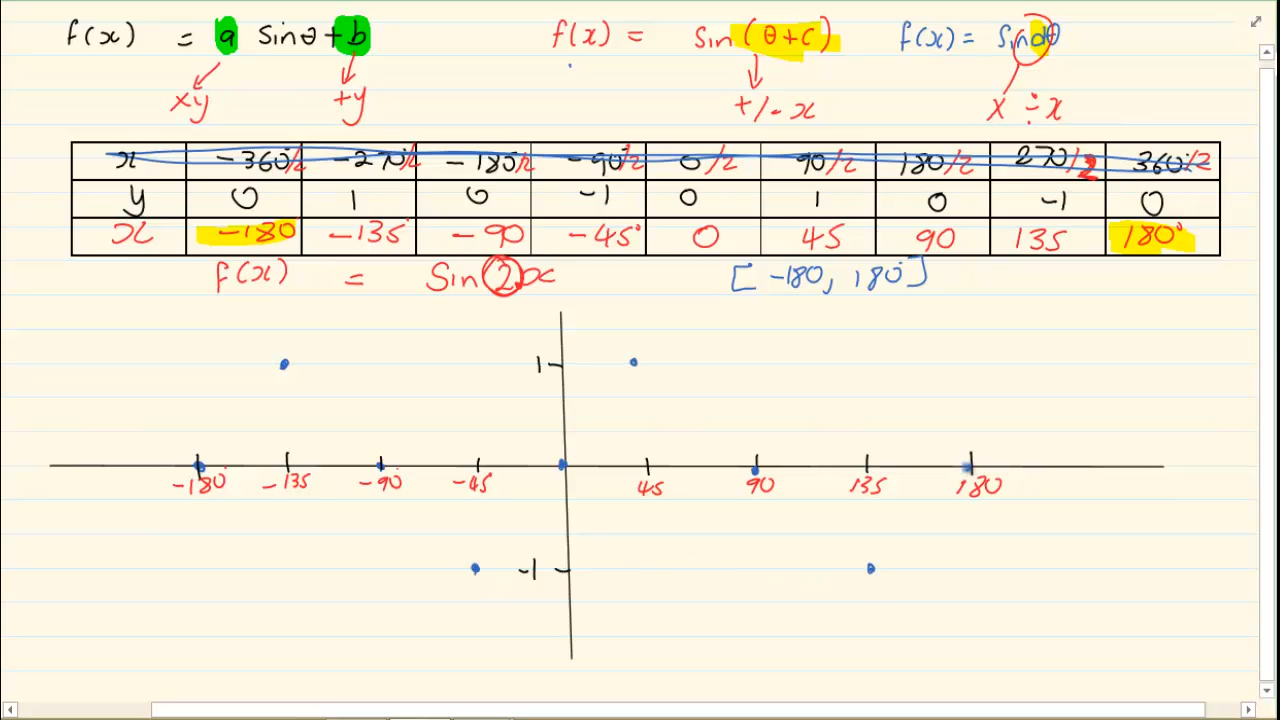 f(x) = a sinθ + b f(x) = sin (θ+c) f(x) = sin dθ
xy +y +/- x x ÷ x
x -360°/2 -270°/2 -180°/2 -90°/2 0/2 90/2 180/2 270/2 360°/2
y 0 1 0 -1 0 1 0 -1 0
x -180 -135° -90 -45° 0 45 90 135 180°
f(x) = Sin 2x [-180, 180°]
1
-180° -135° -90° -45° 45 90 135 180
-1